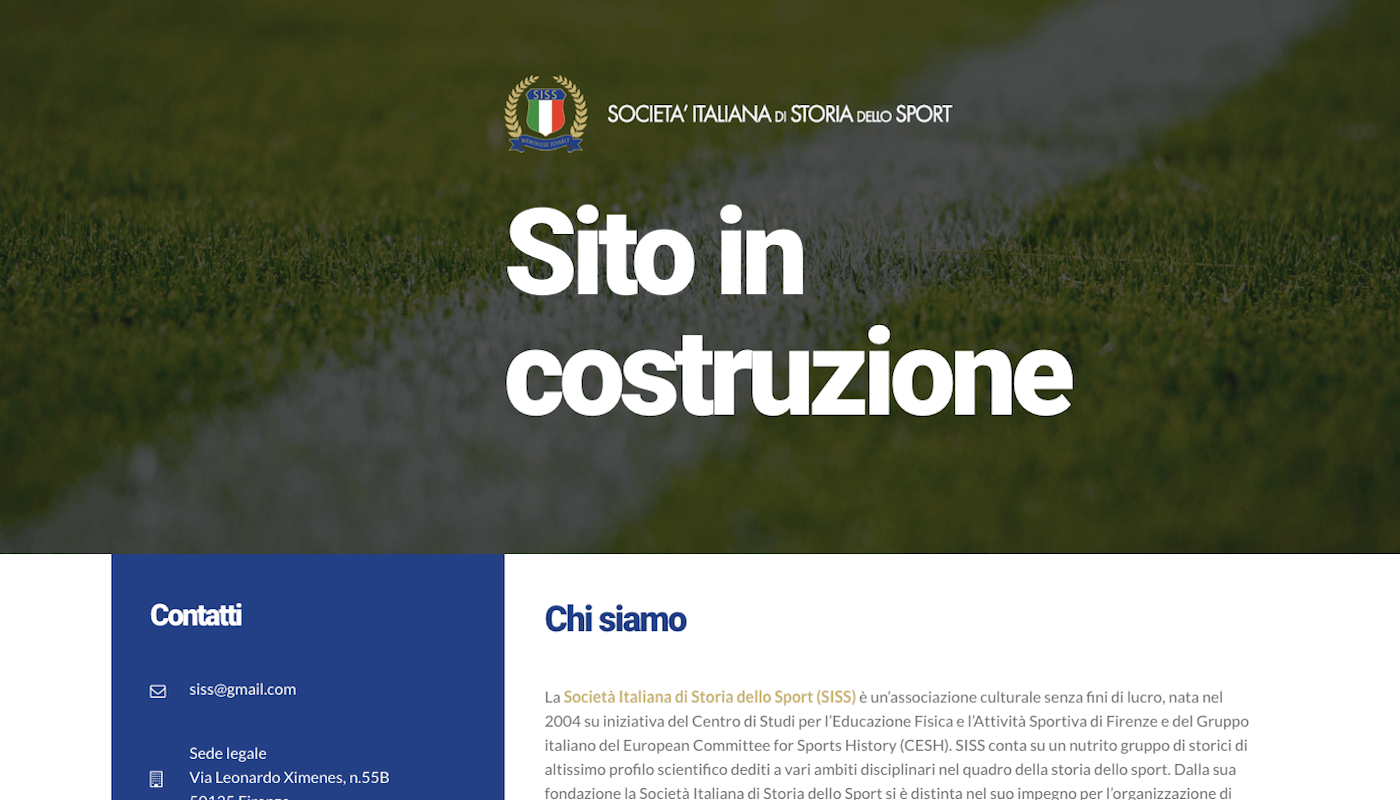 SISS
SOCIETA' ITALIANA DI STORIA DELLO SPORT
Sito in
costruzione
Contatti
siss@gmail.com
Sede legale
Via Leonardo Ximenes, n.55B
50125 Firenze
Chi siamo
La Società Italiana di Storia dello Sport (SISS) è un'associazione culturale senza fini di lucro, nata nel
2004 su iniziativa del Centro di Studi per l'Educazione Fisica e l'Attività Sportiva di Firenze e del Gruppo
italiano del European Committee for Sports History (CESH). SISS conta su un nutrito gruppo di storici di
altissimo profilo scientifico dediti a vari ambiti disciplinari nel quadro della storia dello sport. Dalla sua
fondazione la Società Italiana di Storia dello Sport si è distinta nel suo impegno per l'organizzazione di